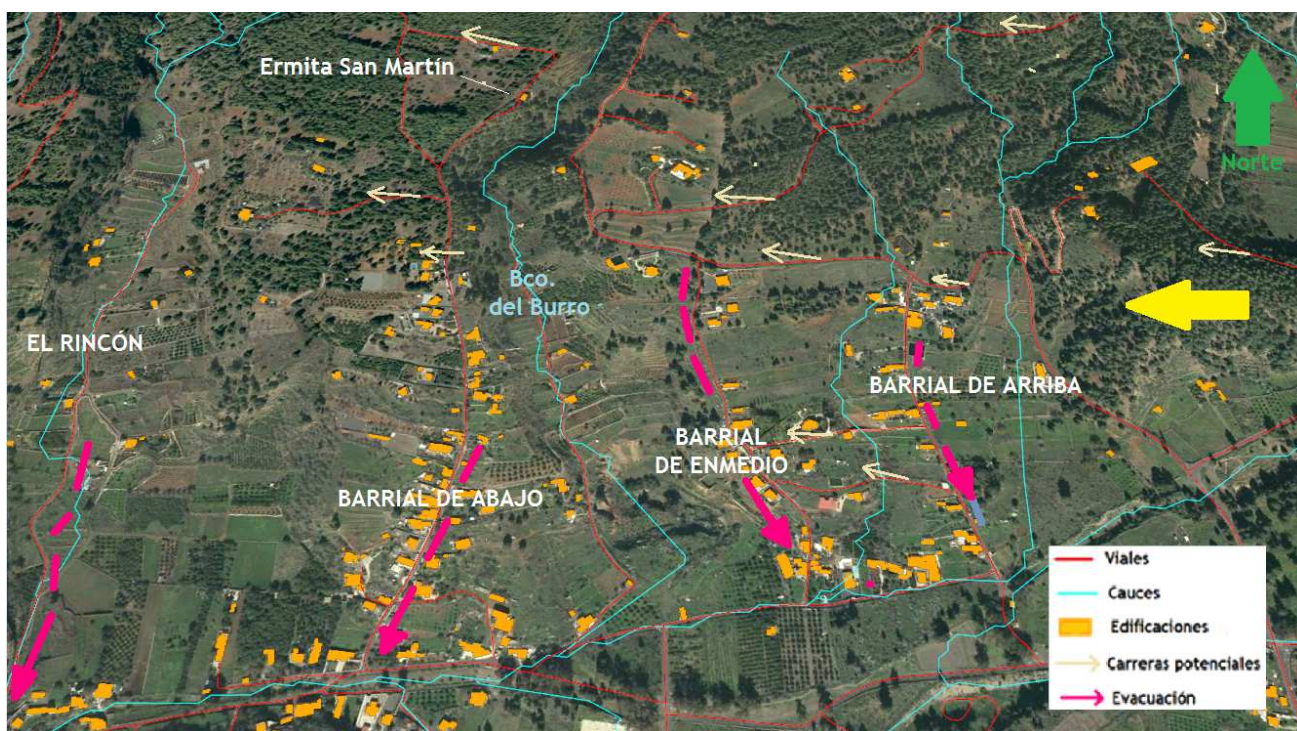 Ermita San Martín
Norte
Bco.
del Burro
EL RINCÓN
BARRIAL DE ARRIBA
BARRIAL
DE ENMEDIO
BARRIAL DE ABAJO
Viales
Cauces
Edificaciones
Carreras potenciales
Evacuación